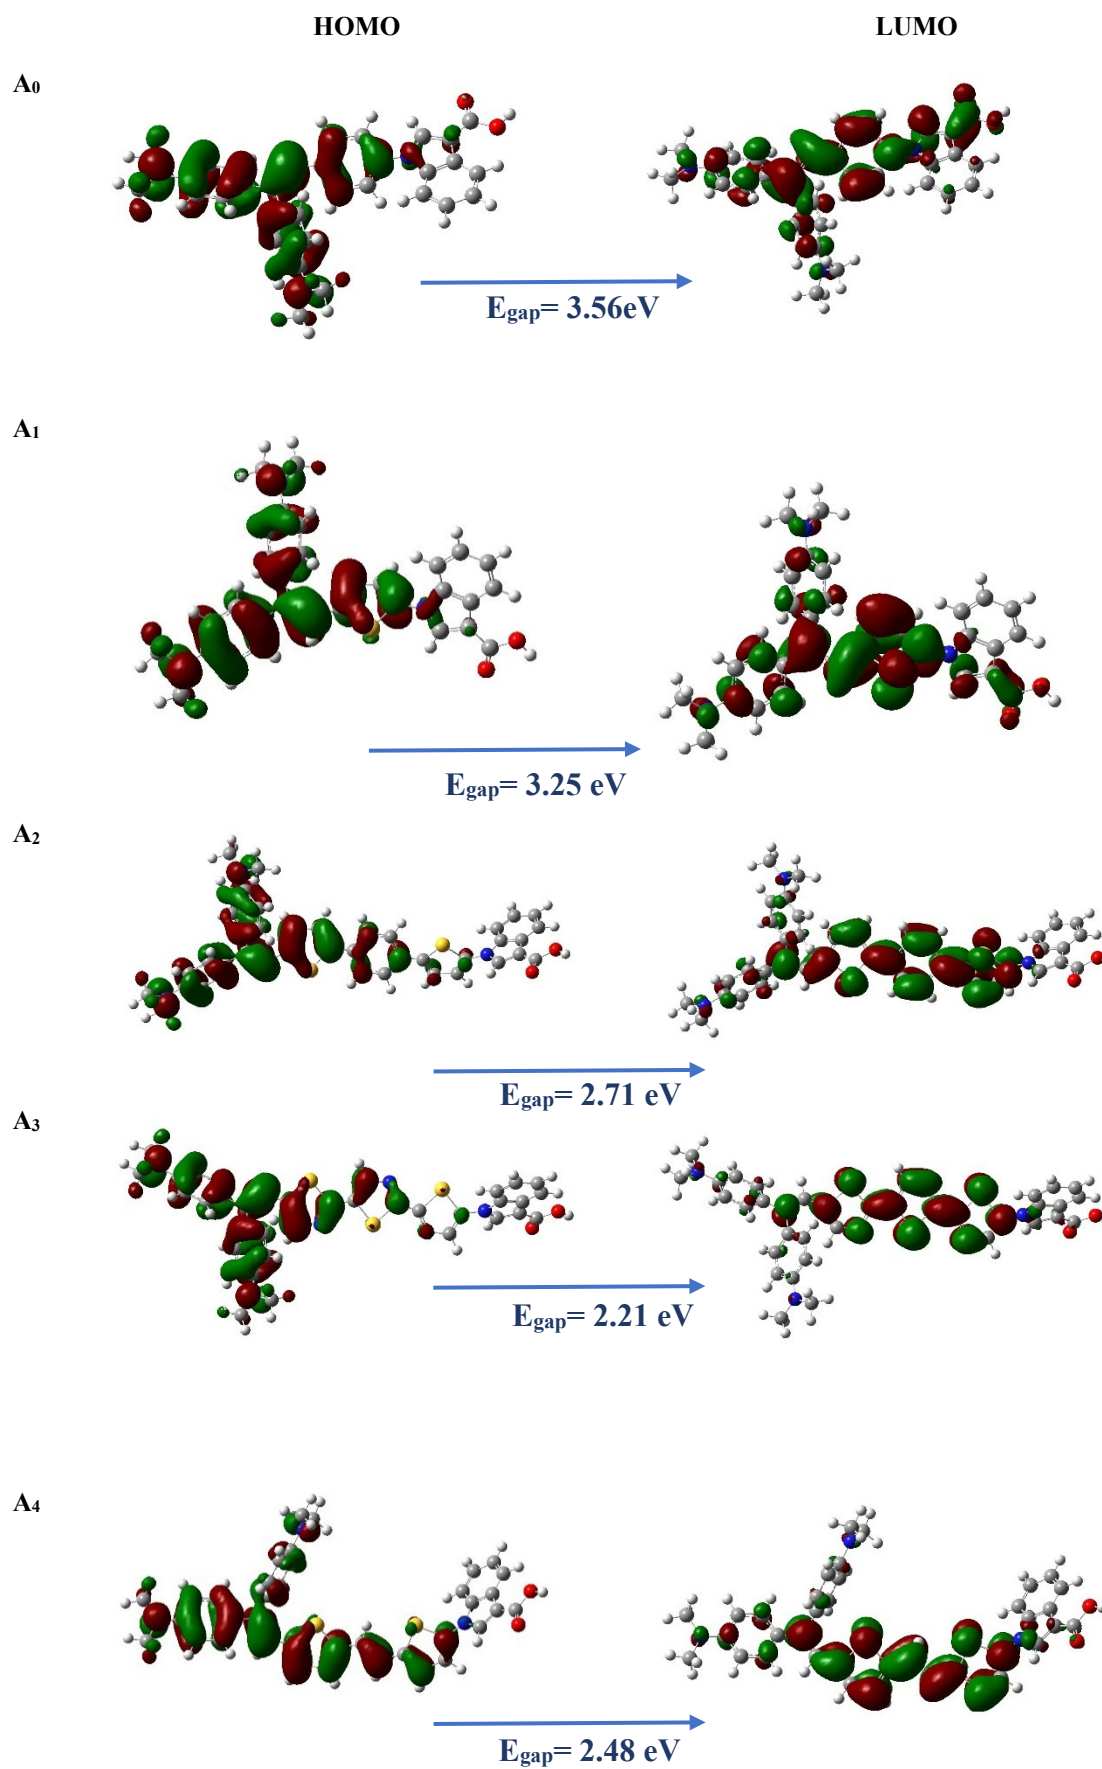 HOMO LUMO
A0
Egap= 3.56eV
A1
Egap= 3.25 eV
A2
Egap= 2.71 eV
A3
Egap= 2.21 eV
A4
Egap= 2.48 eV